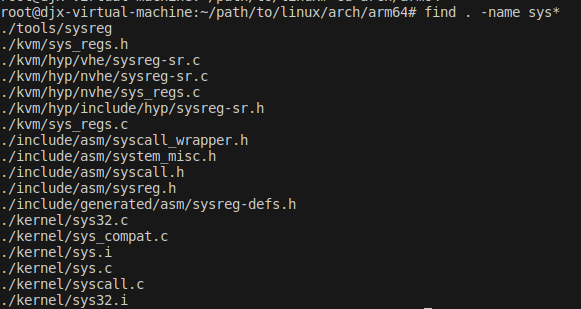 root@djx-virtual-machine:~/path/to/linux/arch/arm64# find . -name sys*
./tools/sysreg
./kvm/sys_regs.h
./kvm/hyp/vhe/sysreg-sr.c
./kvm/hyp/nvhe/sysreg-sr.c
./kvm/hyp/nvhe/sys_regs.c
./kvm/hyp/include/hyp/sysreg-sr.h
./kvm/sys_regs.c
./include/asm/syscall_wrapper.h
./include/asm/system_misc.h
./include/asm/syscall.h
./include/asm/sysreg.h
./include/generated/asm/sysreg-defs.h
./kernel/sys32.c
./kernel/sys_compat.c
./kernel/sys.i
./kernel/sys.c
./kernel/syscall.c
./kernel/sys32.i